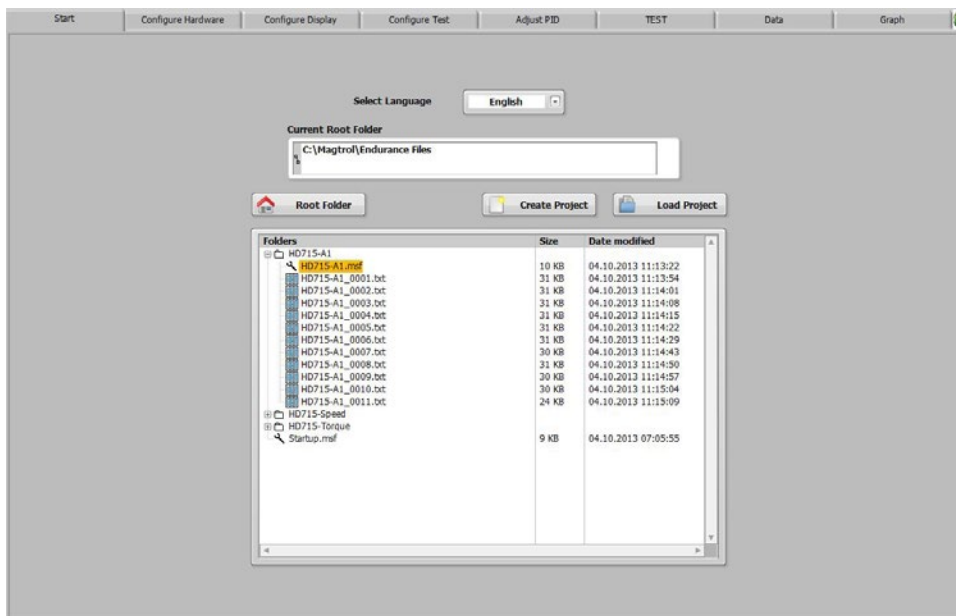 Start Configure Hardware Configure Display Configure Test Adjust PID TEST Data Graph
Select Language English
Current Root Folder
C:\Magtrol\Endurance Files
Root Folder Create Project Load Project
Folders Size Date modified
HD715-A1
HD715-A1.msf 10 KB 04.10.2013 11:13:22
HD715-A1_0001.txt 31 KB 04.10.2013 11:13:54
HD715-A1_0002.txt 31 KB 04.10.2013 11:14:01
HD715-A1_0003.txt 31 KB 04.10.2013 11:14:08
HD715-A1_0004.txt 31 KB 04.10.2013 11:14:15
HD715-A1_0005.txt 31 KB 04.10.2013 11:14:22
HD715-A1_0006.txt 31 KB 04.10.2013 11:14:29
HD715-A1_0007.txt 30 KB 04.10.2013 11:14:43
HD715-A1_0008.txt 31 KB 04.10.2013 11:14:50
HD715-A1_0009.txt 30 KB 04.10.2013 11:14:57
HD715-A1_0010.txt 30 KB 04.10.2013 11:15:04
HD715-A1_0011.txt 24 KB 04.10.2013 11:15:09
HD715-Speed
HD715-Torque
Startup.msf 9 KB 04.10.2013 07:05:55